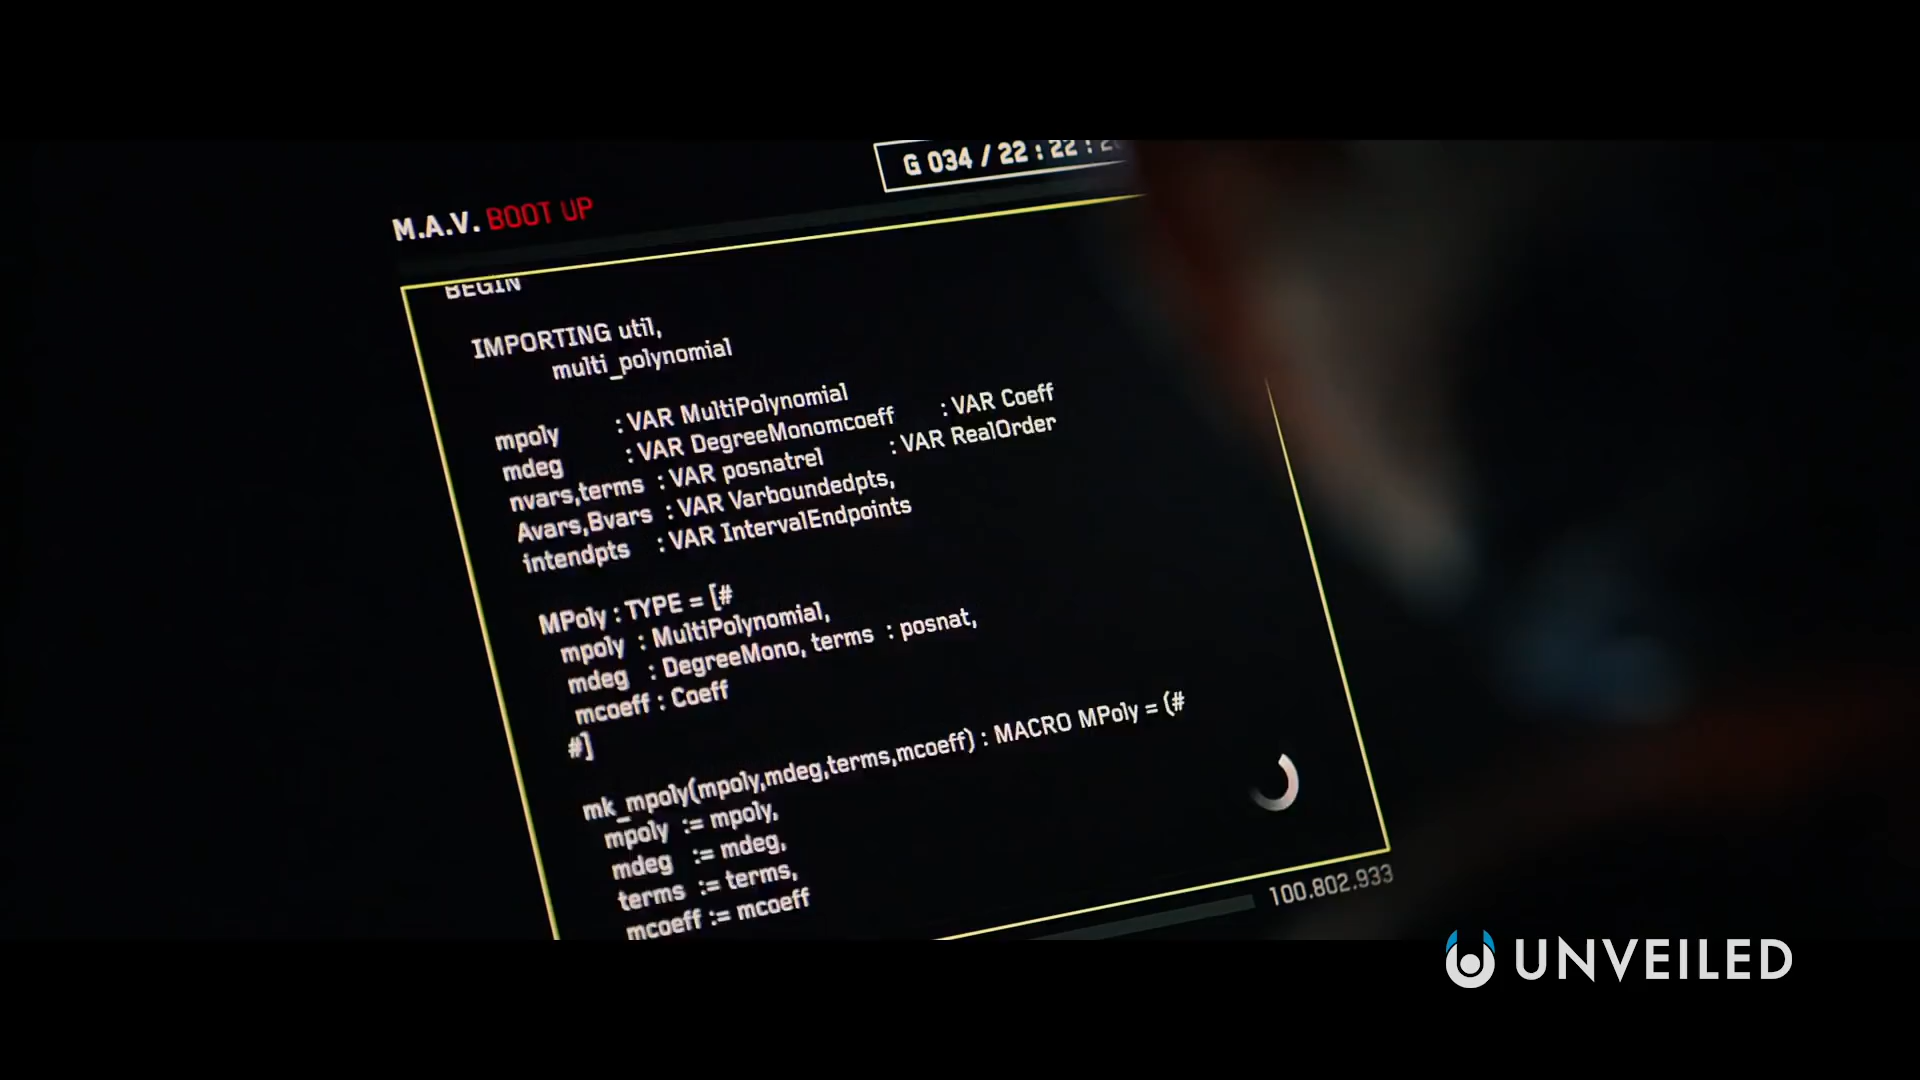 G 034 / 22 : 22 :
M.A.V. BOOT UP
BEGIN
IMPORTING util,
multi_polynomial
mpoly : VAR MultiPolynomial
mdeg : VAR DegreeMonomcoeff : VAR Coeff
nvars,terms : VAR posnatrel : VAR RealOrder
Avars,Bvars : VAR Varboundedpts,
intendpts : VAR IntervalEndpoints
MPoly : TYPE = [#
mpoly : MultiPolynomial,
mdeg : DegreeMono, terms : posnat,
mcoeff : Coeff
#]
mk_mpoly(mpoly,mdeg,terms,mcoeff) : MACRO MPoly = (#
mpoly := mpoly,
mdeg := mdeg,
terms := terms,
mcoeff := mcoeff
100.802.933
UNVEILED